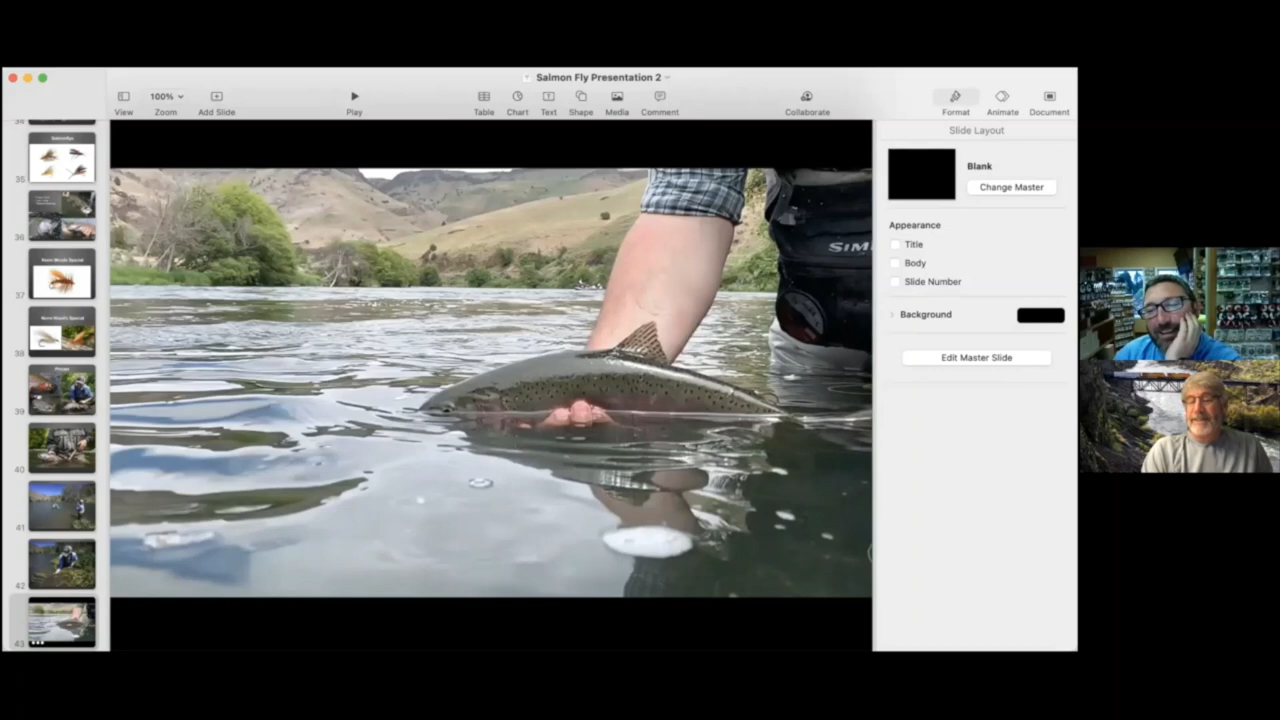 Salmon Fly Presentation 2
100%
View
Zoom
Add Slide
Play
Table
Chart
Text
Shape
Media
Comment
Collaborate
Format
Animate
Document
Slide Layout
Blank
Change Master
Appearance
Title
Body
Slide Number
Background
Edit Master Slide
35
36
37
38
39
40
41
42
43
SIM